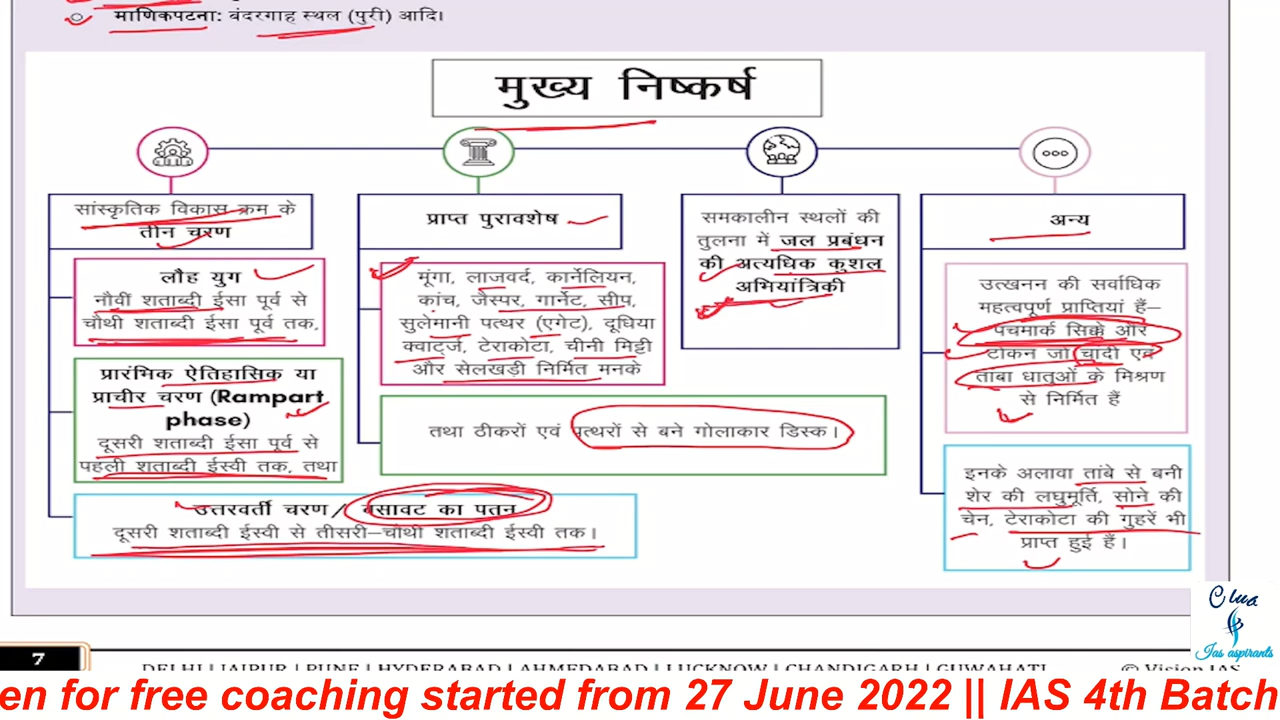 माणिकपटना: बंदरगाह स्थल (पुरी) आदि।
मुख्य निष्कर्ष
सांस्कृतिक विकास क्रम के
तीन चरण
लौह युग
नौवीं शताब्दी ईसा पूर्व से
चौथी शताब्दी ईसा पूर्व तक,
प्रारंभिक ऐतिहासिक या
प्राचीर चरण (Rampart
phase)
दूसरी शताब्दी ईसा पूर्व से
पहली शताब्दी ईस्वी तक, तथा
उत्तरवर्ती चरण/ बसावट का पतन
दूसरी शताब्दी ईस्वी से तीसरी–चौथी शताब्दी ईस्वी तक।
प्राप्त पुरावशेष
मूंगा, लाजवर्द, कार्नेलियन,
कांच, जैस्पर, गार्नेट, सीप,
सुलेमानी पत्थर (एगेट), दूधिया
क्वार्ट्ज, टेराकोटा, चीनी मिट्टी
और सेलखड़ी निर्मित मनके
तथा ठीकरों एवं पत्थरों से बने गोलाकार डिस्क।
समकालीन स्थलों की
तुलना में जल प्रबंधन
की अत्यधिक कुशल
अभियांत्रिकी
अन्य
उत्खनन की सर्वाधिक
महत्वपूर्ण प्राप्तियां हैं–
पंचमार्क सिक्के और
टोकन जो चांदी एवं
तांबा धातुओं के मिश्रण
से निर्मित हैं
इनके अलावा तांबे से बनी
शेर की लघुमूर्ति, सोने की
चेन, टेराकोटा की गुहरें भी
प्राप्त हुई हैं।
Clua
Ias aspirants
7
DELHI | JAIPUR | PUNE | HYDERABAD | AHMEDABAD | LUCKNOW | CHANDIGARH | GUWAHATI
© Vision IAS
en for free coaching started from 27 June 2022 || IAS 4th Batch